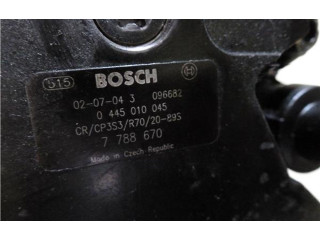 515 BOSCH
02-07-04 3 096682
0 445 010 045
CR/CP3S3/R70/20-89S
7 788 670
Made in Czech Republic